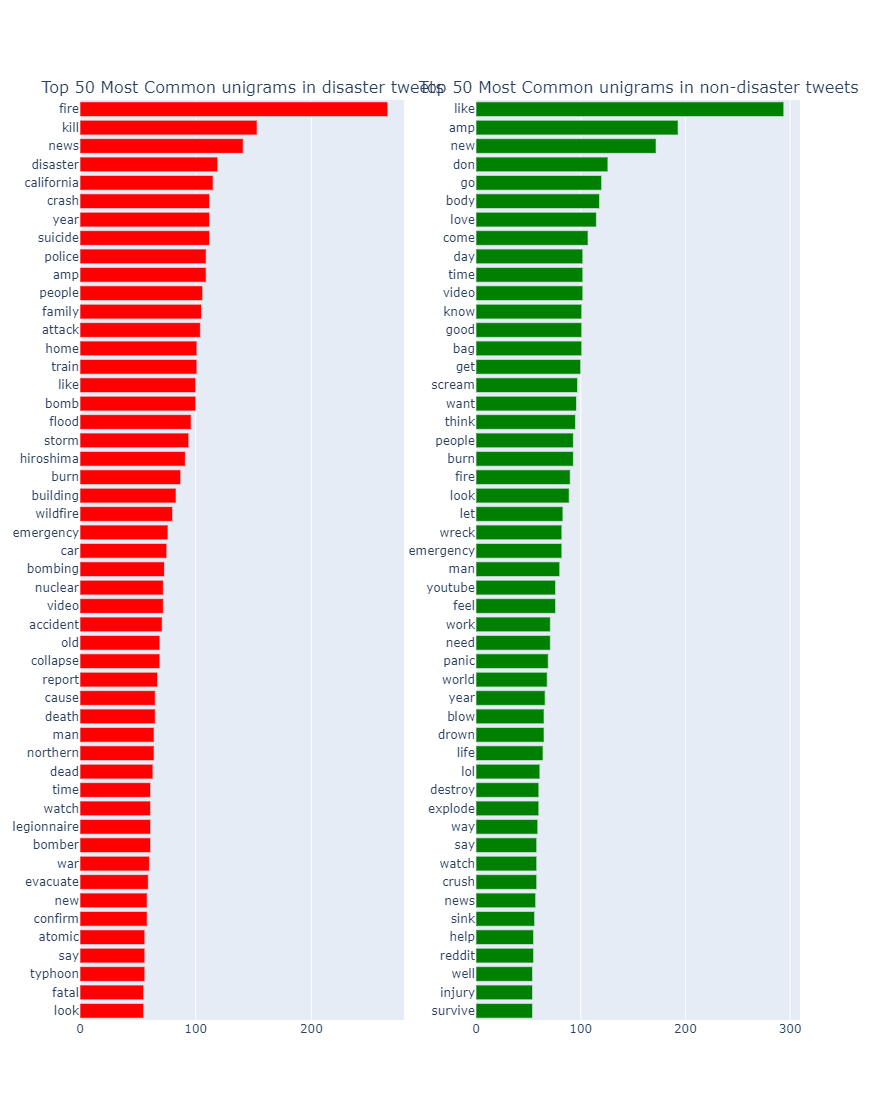 Top 50 Most Common unigrams in disaster tweets
fire
kill
news
disaster
california
crash
year
suicide
police
amp
people
family
attack
home
train
like
bomb
flood
storm
hiroshima
burn
building
wildfire
emergency
car
bombing
nuclear
video
accident
old
collapse
report
cause
death
man
northern
dead
time
watch
legionnaire
bomber
war
evacuate
new
confirm
atomic
say
typhoon
fatal
look
0 100 200
Top 50 Most Common unigrams in non-disaster tweets
like
amp
new
don
go
body
love
come
day
time
video
know
good
bag
get
scream
want
think
people
burn
fire
look
let
wreck
emergency
man
youtube
feel
work
need
panic
world
year
blow
drown
life
lol
destroy
explode
way
say
watch
crush
news
sink
help
reddit
well
injury
survive
0 100 200 300